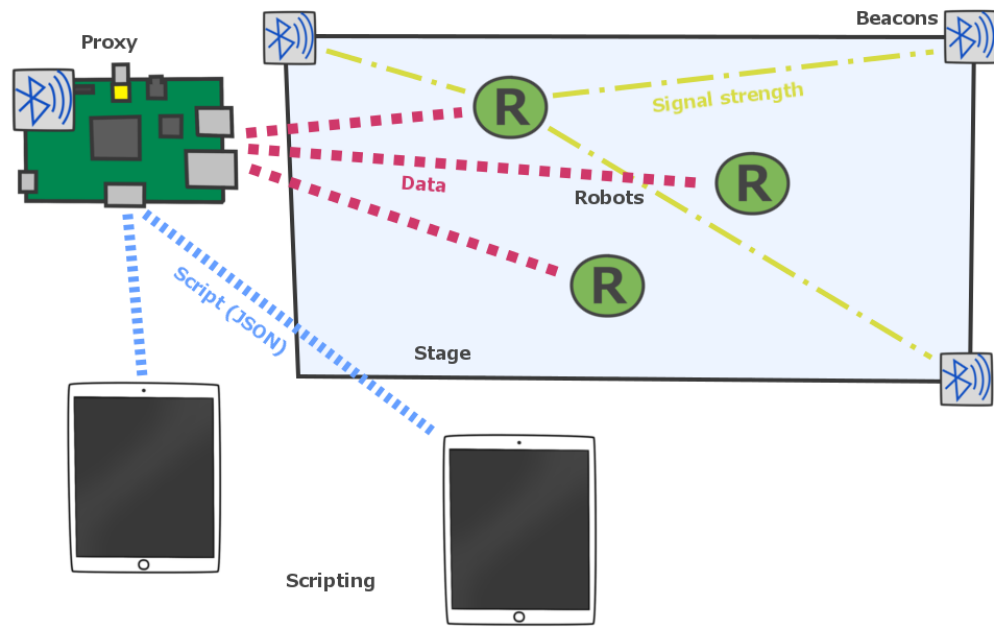 Beacons
Proxy
Signal strength
R
R
Data
Robots
R
Script (JSON)
Stage
Scripting